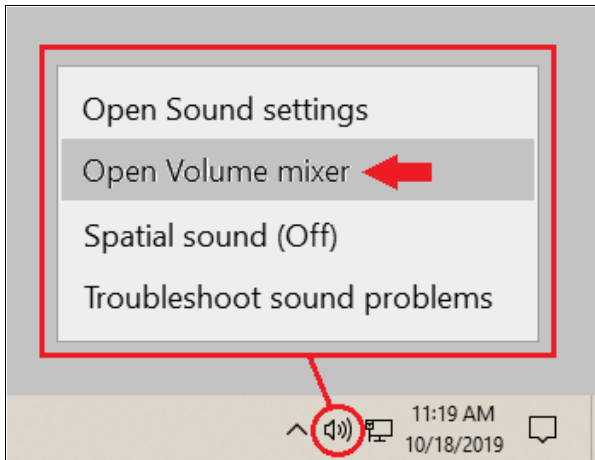 Open Sound settings
Open Volume mixer
Spatial sound (Off)
Troubleshoot sound problems
11:19 AM
10/18/2019